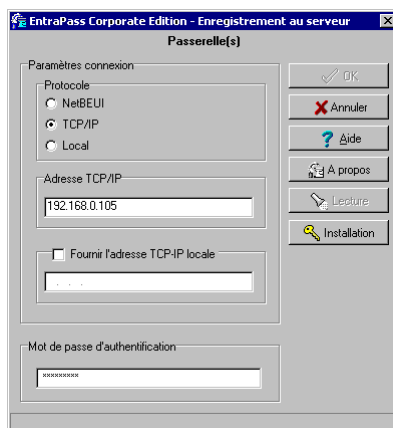 EntraPass Corporate Edition - Enregistrement au serveur
Passerelle(s)
Paramètres connexion
Protocole
NetBEUI
TCP/IP
Local
Adresse TCP/IP
192.168.0.105
Fournir l'adresse TCP-IP locale
. . .
Mot de passe d'authentification
×××××××××
OK
Annuler
Aide
A propos
Lecture
Installation